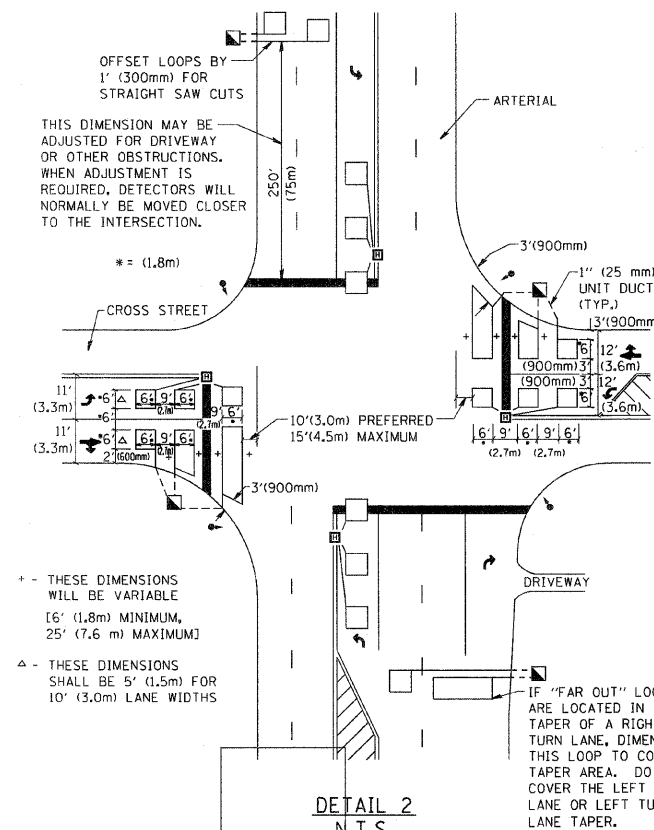 OFFSET LOOPS BY
1' (300mm) FOR
STRAIGHT SAW CUTS
THIS DIMENSION MAY BE
ADJUSTED FOR DRIVEWAY
OR OTHER OBSTRUCTIONS.
WHEN ADJUSTMENT IS
REQUIRED, DETECTORS WILL
NORMALLY BE MOVED CLOSER
TO THE INTERSECTION.
* = (1.8m)
250'
(75m)
ARTERIAL
3'(900mm)
1" (25 mm)
UNIT DUCT
(TYP.)
CROSS STREET
H
3'(900mm
+ + +
6' 12'
(900mm) 3' (3.6m)
(900mm) 3' 12'
6' (3.6m)
H
H
11' *6' △ 6' 9' 6'
(3.3m) *6' (2.7m) 9' 6'
11' *6' △ 6' 9' 6' (2.7m)
(3.3m) 2' (600mm) + + + +
10'(3.0m) PREFERRED
15'(4.5m) MAXIMUM
6' 9' 6' 9' 6'
(2.7m) (2.7m)
3'(900mm)
H
DRIVEWAY
+ - THESE DIMENSIONS
WILL BE VARIABLE
[6' (1.8m) MINIMUM,
25' (7.6 m) MAXIMUM]
△ - THESE DIMENSIONS
SHALL BE 5' (1.5m) FOR
10' (3.0m) LANE WIDTHS
IF "FAR OUT" LOO
ARE LOCATED IN
TAPER OF A RIGH
TURN LANE, DIMEN
THIS LOOP TO CO
TAPER AREA. DO
COVER THE LEFT
LANE OR LEFT TU
LANE TAPER.
DETAIL 2
N.T.S.